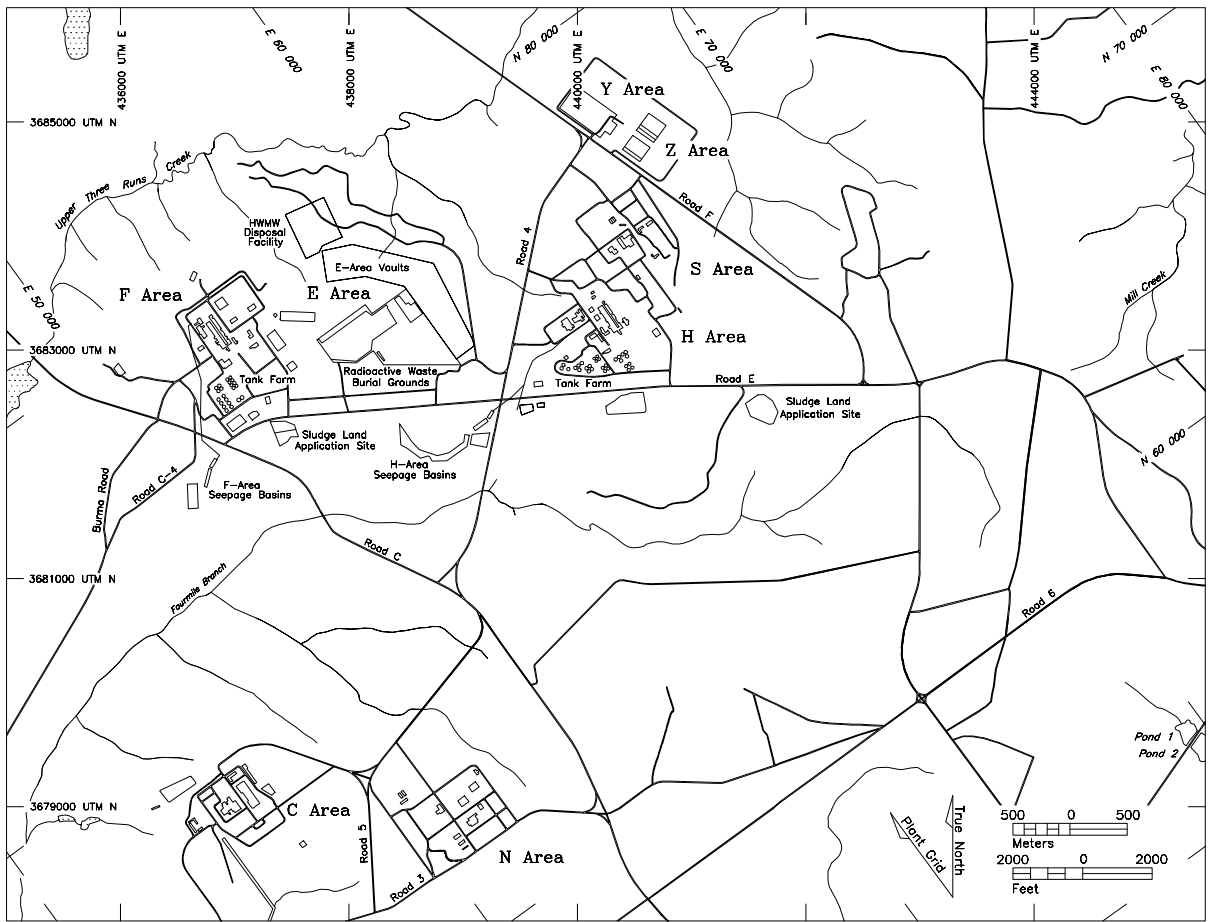 436000 UTM E
E 60 000
438000 UTM E
N 80 000
440000 UTM E
E 70 000
444000 UTM E
N 70 000
E 80 000
Y Area
3685000 UTM N
Z Area
Upper Three Runs Creek
Road F
HWMW
Disposal
Facility
Road 4
E-Area Vaults
S Area
E 50 000
F Area
E Area
Mill Creek
H Area
3683000 UTM N
Radioactive Waste
Burial Grounds
Tank Farm
Tank Farm
Road E
Sludge Land
Application Site
Sludge Land
Application Site
N 60 000
H-Area
Seepage Basins
Road C-4
F-Area
Seepage Basins
Burma Road
Road C
3681000 UTM N
Fourmile Branch
Road 6
Pond 1
Pond 2
3679000 UTM N
C Area
Road 5
N Area
Road 3
Plant Grid
True North
500 0 500
Meters
2000 0 2000
Feet